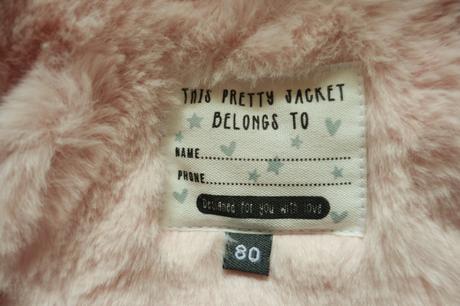 THIS PRETTY JACKET
BELONGS TO
NAME..............................
PHONE..............................
Designed for you with love
80